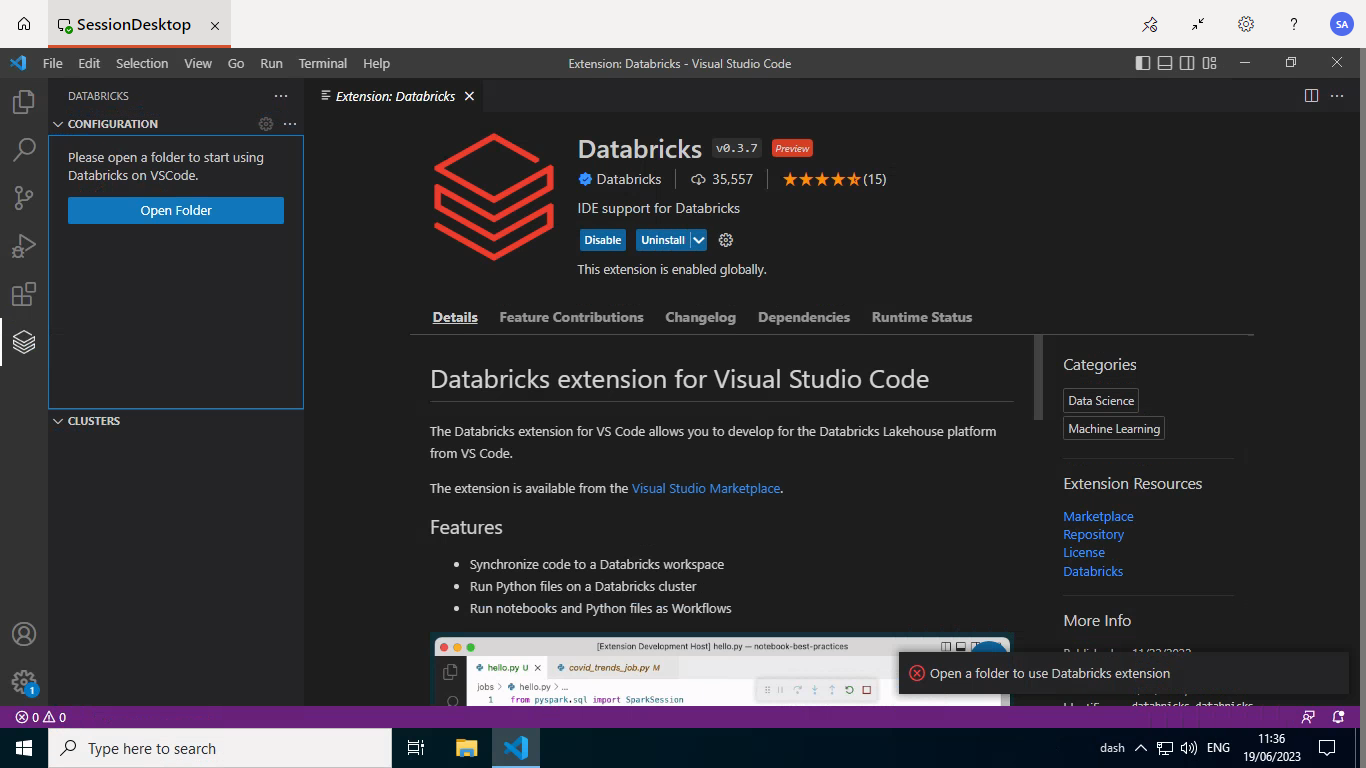 SessionDesktop
?
SA
File Edit Selection View Go Run Terminal Help
Extension: Databricks - Visual Studio Code
DATABRICKS
CONFIGURATION
Please open a folder to start using
Databricks on VSCode.
Open Folder
CLUSTERS
Extension: Databricks
Databricks v0.3.7 Preview
Databricks 35,557 (15)
IDE support for Databricks
Disable Uninstall
This extension is enabled globally.
Details Feature Contributions Changelog Dependencies Runtime Status
Databricks extension for Visual Studio Code
The Databricks extension for VS Code allows you to develop for the Databricks Lakehouse platform
from VS Code.
The extension is available from the Visual Studio Marketplace.
Features
Synchronize code to a Databricks workspace
Run Python files on a Databricks cluster
Run notebooks and Python files as Workflows
[Extension Development Host] hello.py — notebook-best-practices
hello.py U covid_trends_job.py M
jobs > hello.py > ...
1 from pyspark.sql import SparkSession
Categories
Data Science
Machine Learning
Extension Resources
Marketplace
Repository
License
Databricks
More Info
Open a folder to use Databricks extension
1
0 0
Type here to search
dash ENG
11:36
19/06/2023